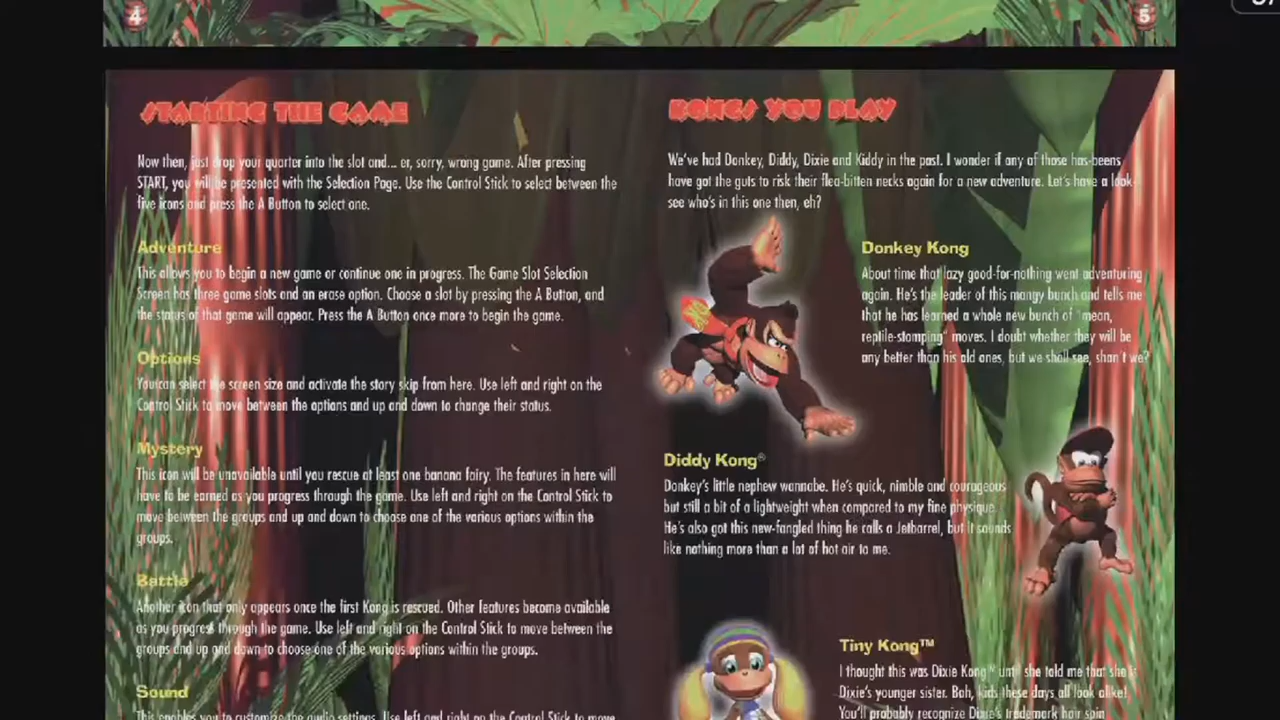 4
5
STARTING THE GAME
Now then, just drop your quarter into the slot and... er, sorry, wrong game. After pressing
START, you will be presented with the Selection Page. Use the Control Stick to select between the
five icons and press the A Button to select one.
Adventure
This allows you to begin a new game or continue one in progress. The Game Slot Selection
Screen has three game slots and an erase option. Choose a slot by pressing the A Button, and
the status of that game will appear. Press the A Button once more to begin the game.
Options
You can select the screen size and activate the story skip from here. Use left and right on the
Control Stick to move between the options and up and down to change their status.
Mystery
This icon will be unavailable until you rescue at least one banana fairy. The features in here will
have to be earned as you progress through the game. Use left and right on the Control Stick to
move between the groups and up and down to choose one of the various options within the
groups.
Battle
Another icon that only appears once the first Kong is rescued. Other features become available
as you progress through the game. Use left and right on the Control Stick to move between the
groups and up and down to choose one of the various options within the groups.
Sound
This enables you to customize the audio settings. Use left and right on the Control Stick to move
KONGS YOU PLAY
We've had Donkey, Diddy, Dixie and Kiddy in the past. I wonder if any of those has-beens
have got the guts to risk their flea-bitten necks again for a new adventure. Let's have a look-
see who's in this one then, eh?
Donkey Kong
About time that lazy good-for-nothing went adventuring
again. He's the leader of this mangy bunch and tells me
that he has learned a whole new bunch of "mean,
reptile-stomping" moves. I doubt whether they will be
any better than his old ones, but we shall see, shan't we?
Diddy Kong®
Donkey's little nephew wannabe. He's quick, nimble and courageous
but still a bit of a lightweight when compared to my fine physique.
He's also got this new-fangled thing he calls a Jetbarrel, but it sounds
like nothing more than a lot of hot air to me.
Tiny Kong™
I thought this was Dixie Kong® until she told me that she is
Dixie's younger sister. Bah, kids these days all look alike!
You'll probably recognize Dixie's trademark hair spin